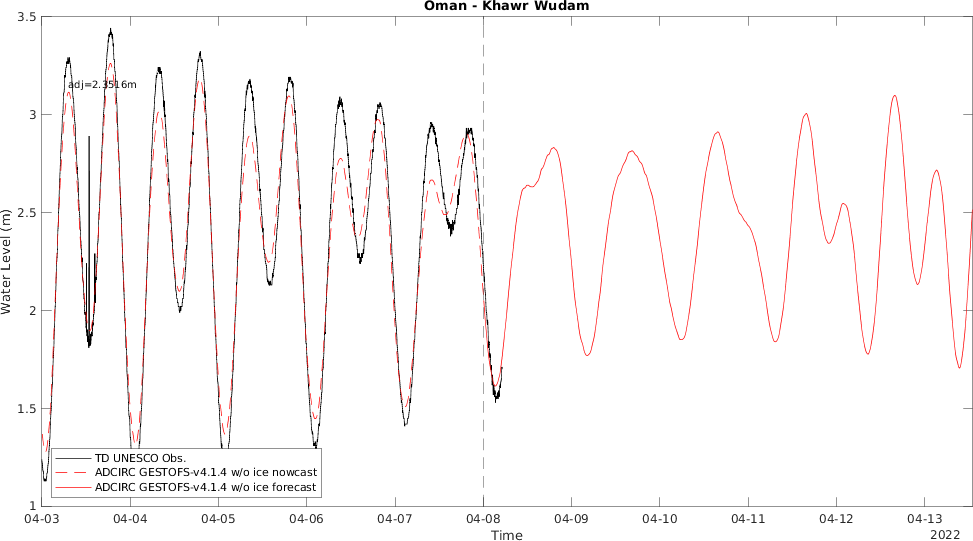 Oman - Khawr Wudam
3.5
adj=2.3516m
3
2.5
Water Level (m)
2
1.5
TD UNESCO Obs.
ADCIRC GESTOFS-v4.1.4 w/o ice nowcast
ADCIRC GESTOFS-v4.1.4 w/o ice forecast
1
04-03 04-04 04-05 04-06 04-07 04-08 04-09 04-10 04-11 04-12 04-13
Time
2022